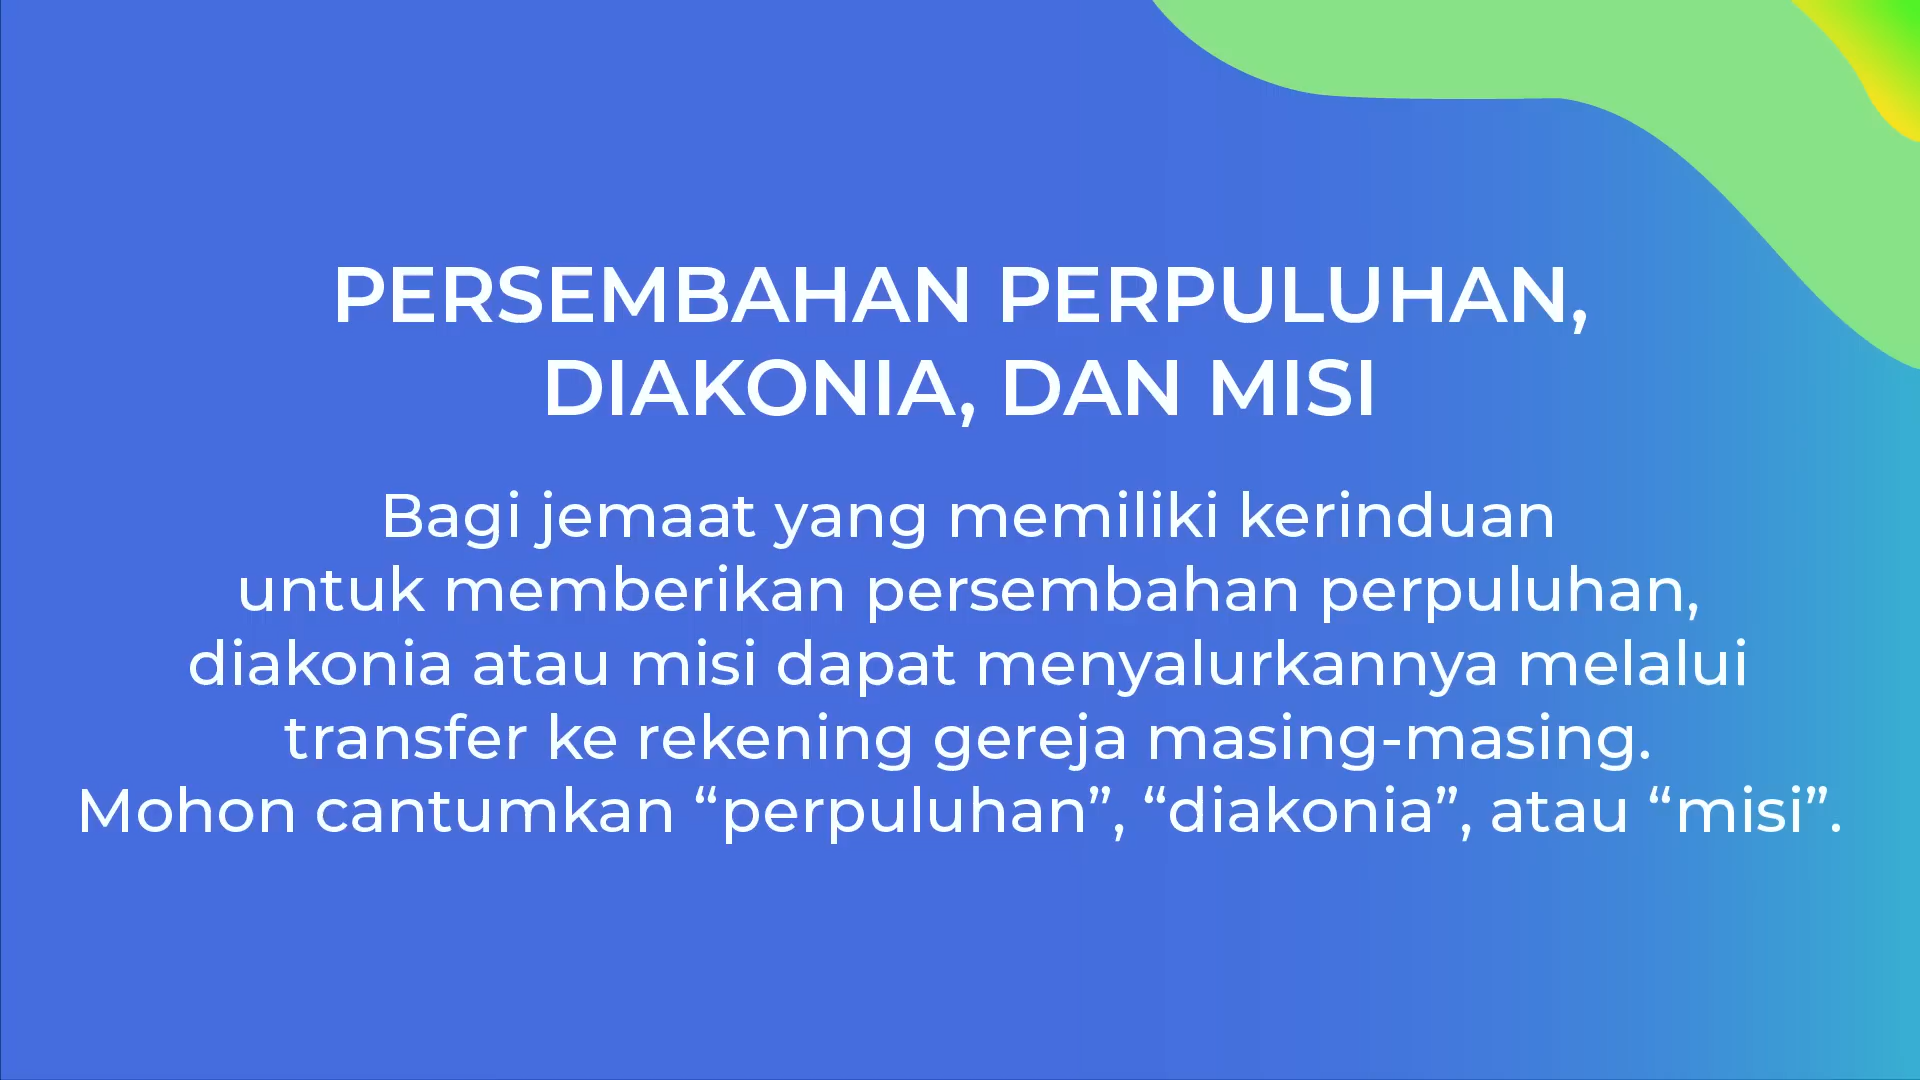 PERSEMBAHAN PERPULUHAN,
DIAKONIA, DAN MISI
Bagi jemaat yang memiliki kerinduan
untuk memberikan persembahan perpuluhan,
diakonia atau misi dapat menyalurkannya melalui
transfer ke rekening gereja masing-masing.
Mohon cantumkan “perpuluhan”, “diakonia”, atau “misi”.